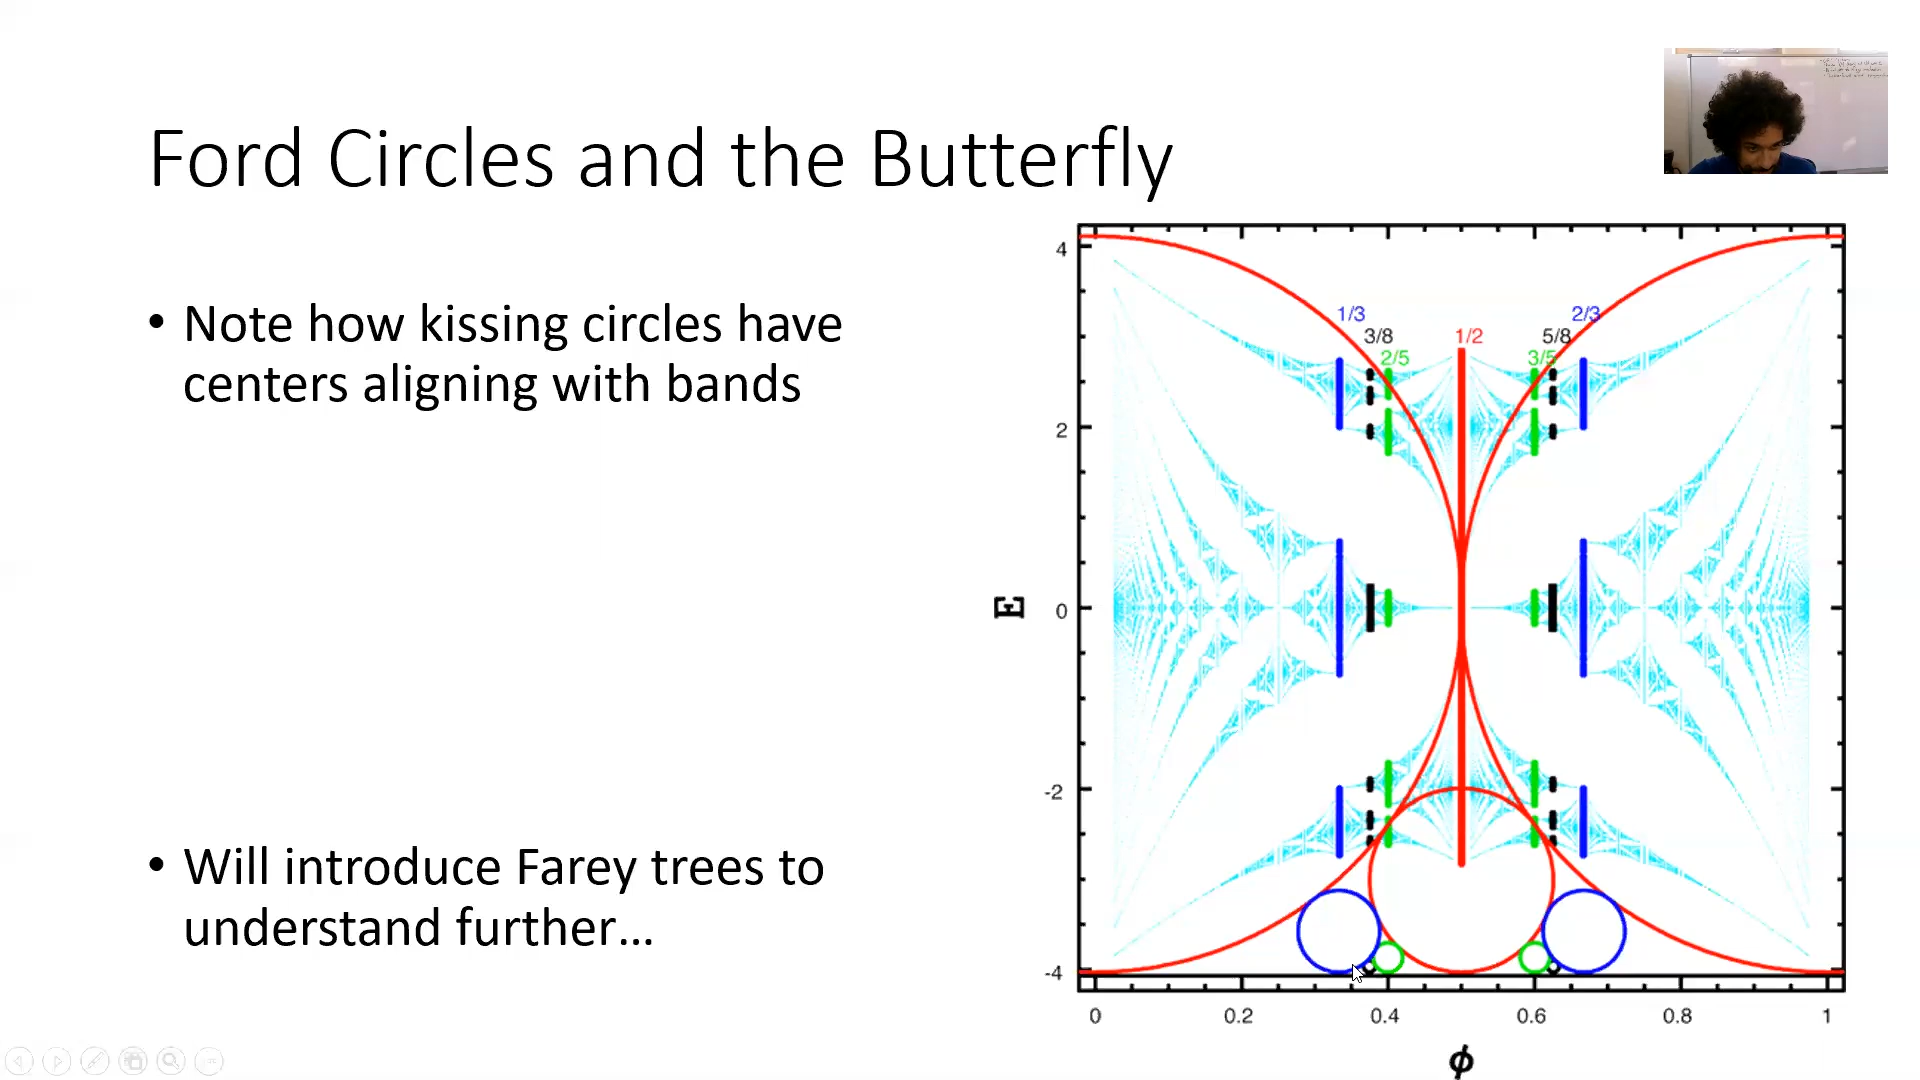 Ford Circles and the Butterfly
• Note how kissing circles have
centers aligning with bands
• Will introduce Farey trees to
understand further...
4
2
0
-2
-4
E
1/3
2/3
3/8
1/2
5/8
2/5
3/5
0
0.2
0.4
0.6
0.8
1
ϕ